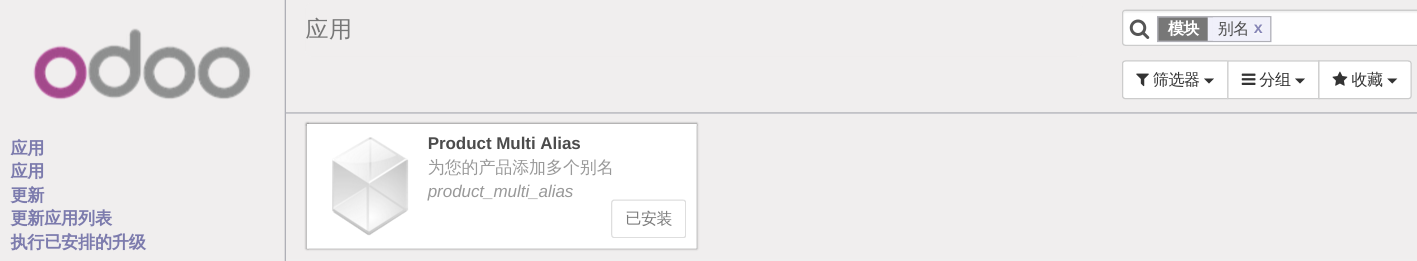 odoo
应用
应用
更新
更新应用列表
执行已安排的升级
应用
模块 别名 x
筛选器 分组 收藏
Product Multi Alias
为您的产品添加多个别名
product_multi_alias
已安装